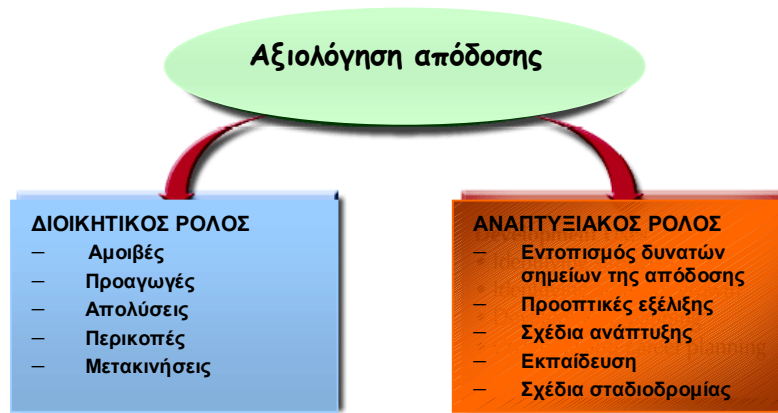 Αξιολόγηση απόδοσης
ΔΙΟΙΚΗΤΙΚΟΣ ΡΟΛΟΣ
– Αμοιβές
– Προαγωγές
– Απολύσεις
– Περικοπές
– Μετακινήσεις
ΑΝΑΠΤΥΞΙΑΚΟΣ ΡΟΛΟΣ
– Εντοπισμός δυνατών
σημείων της απόδοσης
– Προοπτικές εξέλιξης
– Σχέδια ανάπτυξης
– Εκπαίδευση
planning
– Σχέδια σταδιοδρομίας